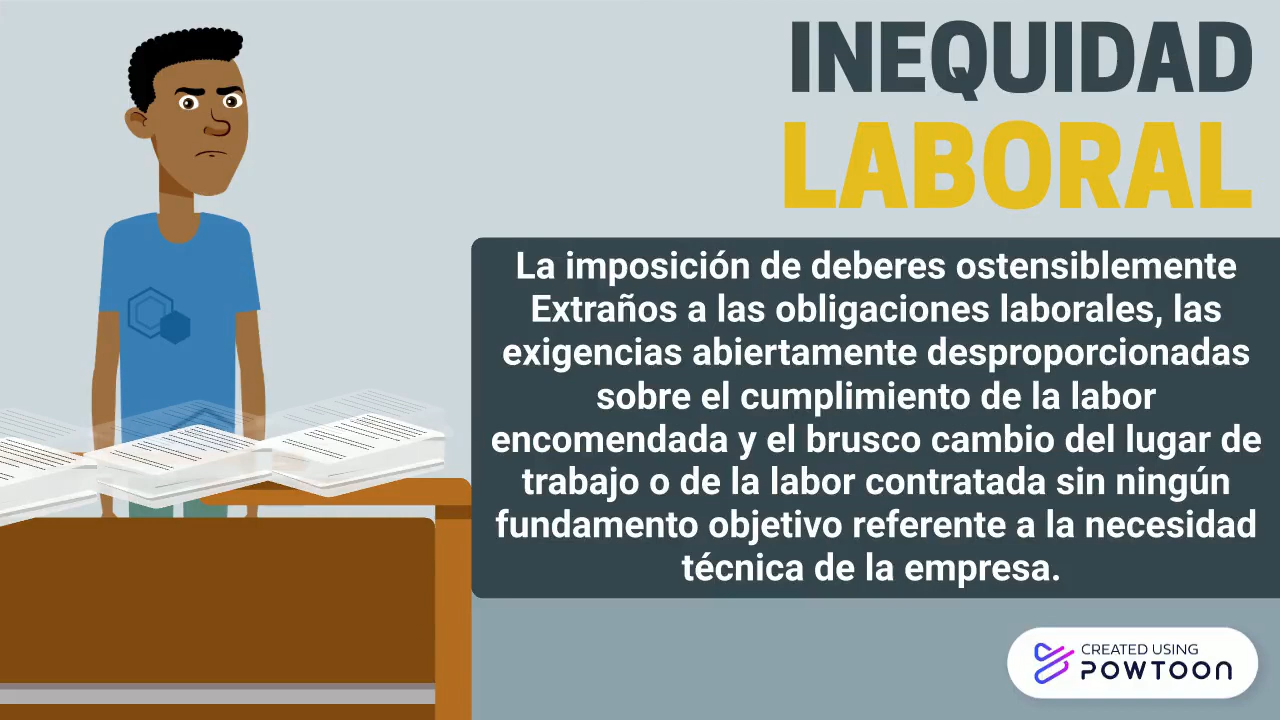 INEQUIDAD
LABORAL
La imposición de deberes ostensiblemente
Extraños a las obligaciones laborales, las
exigencias abiertamente desproporcionadas
sobre el cumplimiento de la labor
encomendada y el brusco cambio del lugar de
trabajo o de la labor contratada sin ningún
fundamento objetivo referente a la necesidad
técnica de la empresa.
CREATED USING
POWTOON